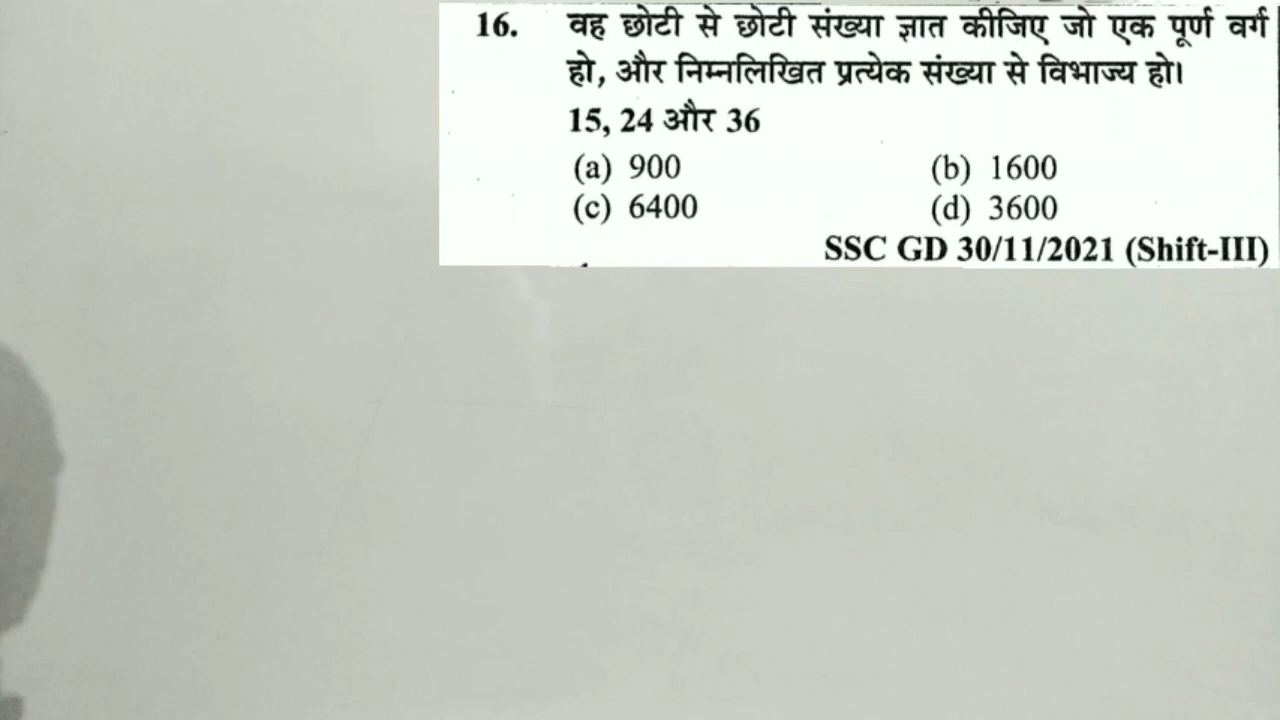 16. वह छोटी से छोटी संख्या ज्ञात कीजिए जो एक पूर्ण वर्ग
हो, और निम्नलिखित प्रत्येक संख्या से विभाज्य हो।
15, 24 और 36
(a) 900 (b) 1600
(c) 6400 (d) 3600
SSC GD 30/11/2021 (Shift-III)